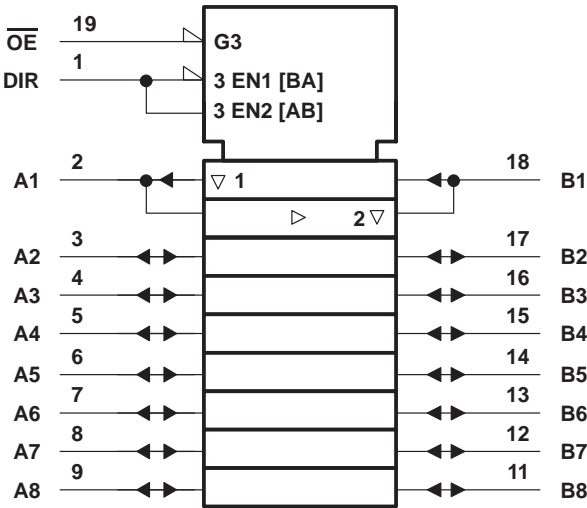 OE 19 G3
DIR 1 3 EN1 [BA]
3 EN2 [AB]
A1 2 ▽ 1 18 B1
▷ 2 ▽
A2 3 17 B2
A3 4 16 B3
A4 5 15 B4
A5 6 14 B5
A6 7 13 B6
A7 8 12 B7
A8 9 11 B8